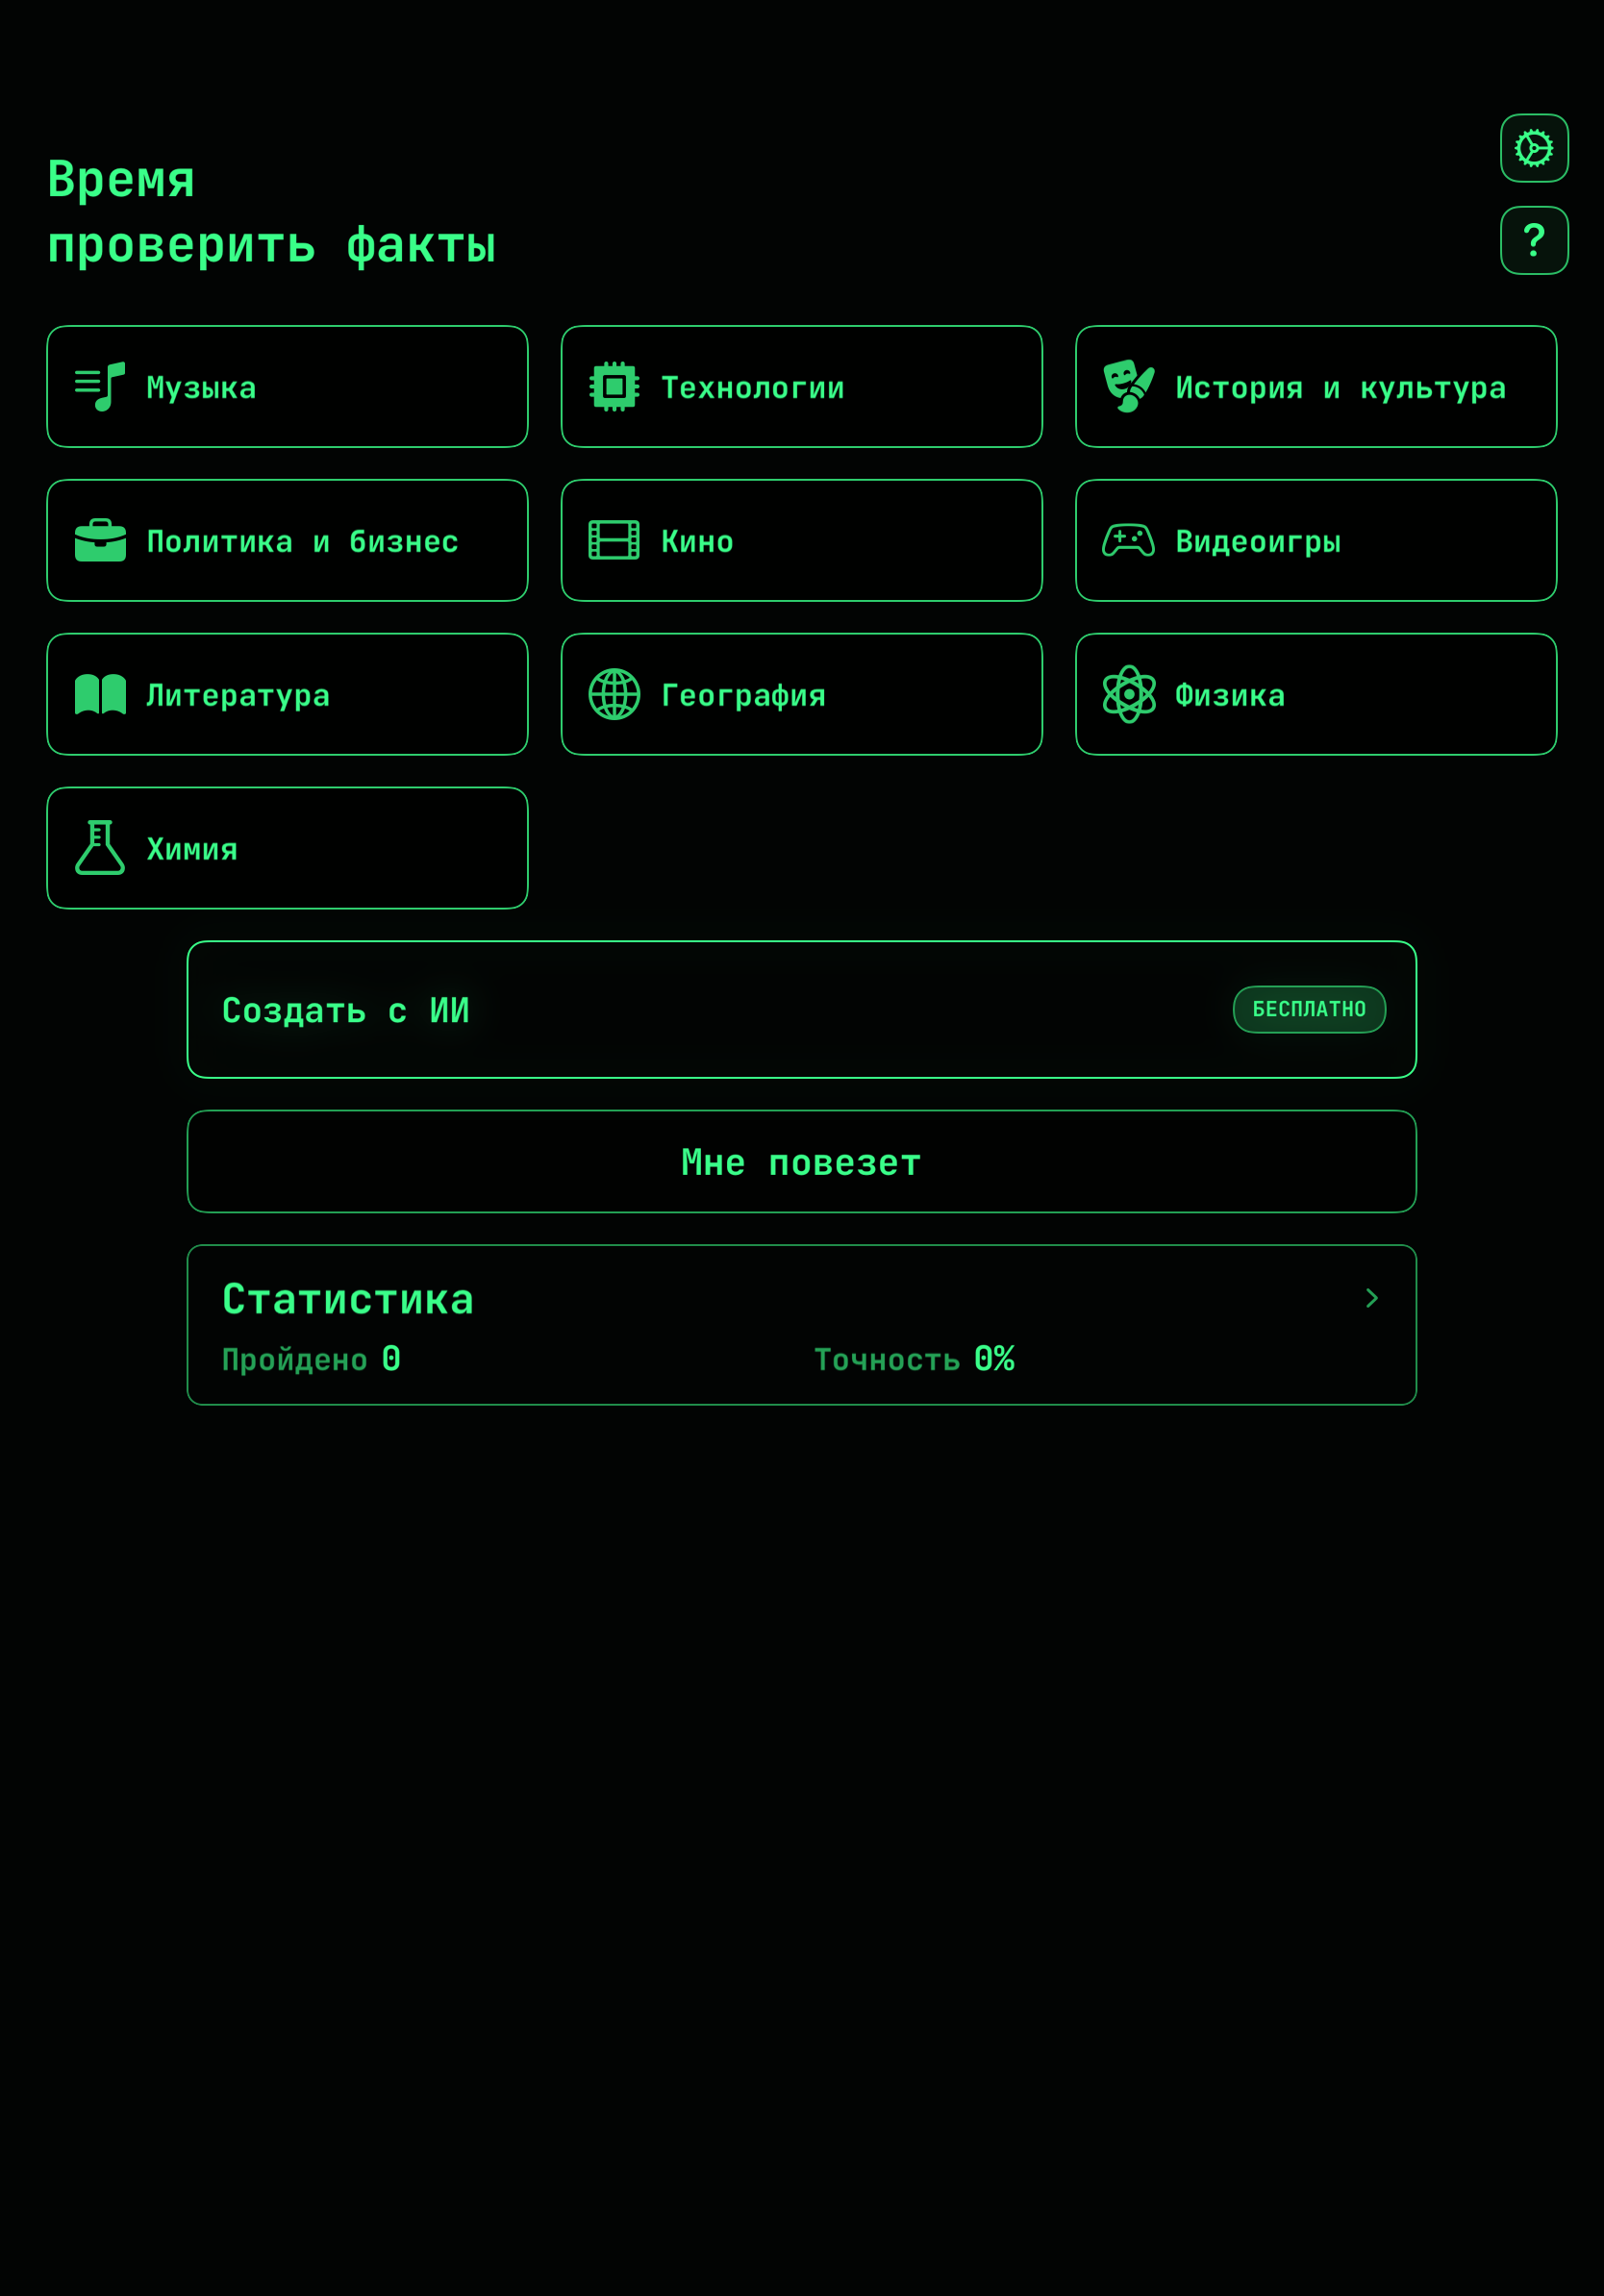 Время
проверить факты
?
Музыка
Технологии
История и культура
Политика и бизнес
Кино
Видеоигры
Литература
География
Физика
Химия
Создать с ИИ
БЕСПЛАТНО
Мне повезет
Статистика
Пройдено 0
Точность 0%